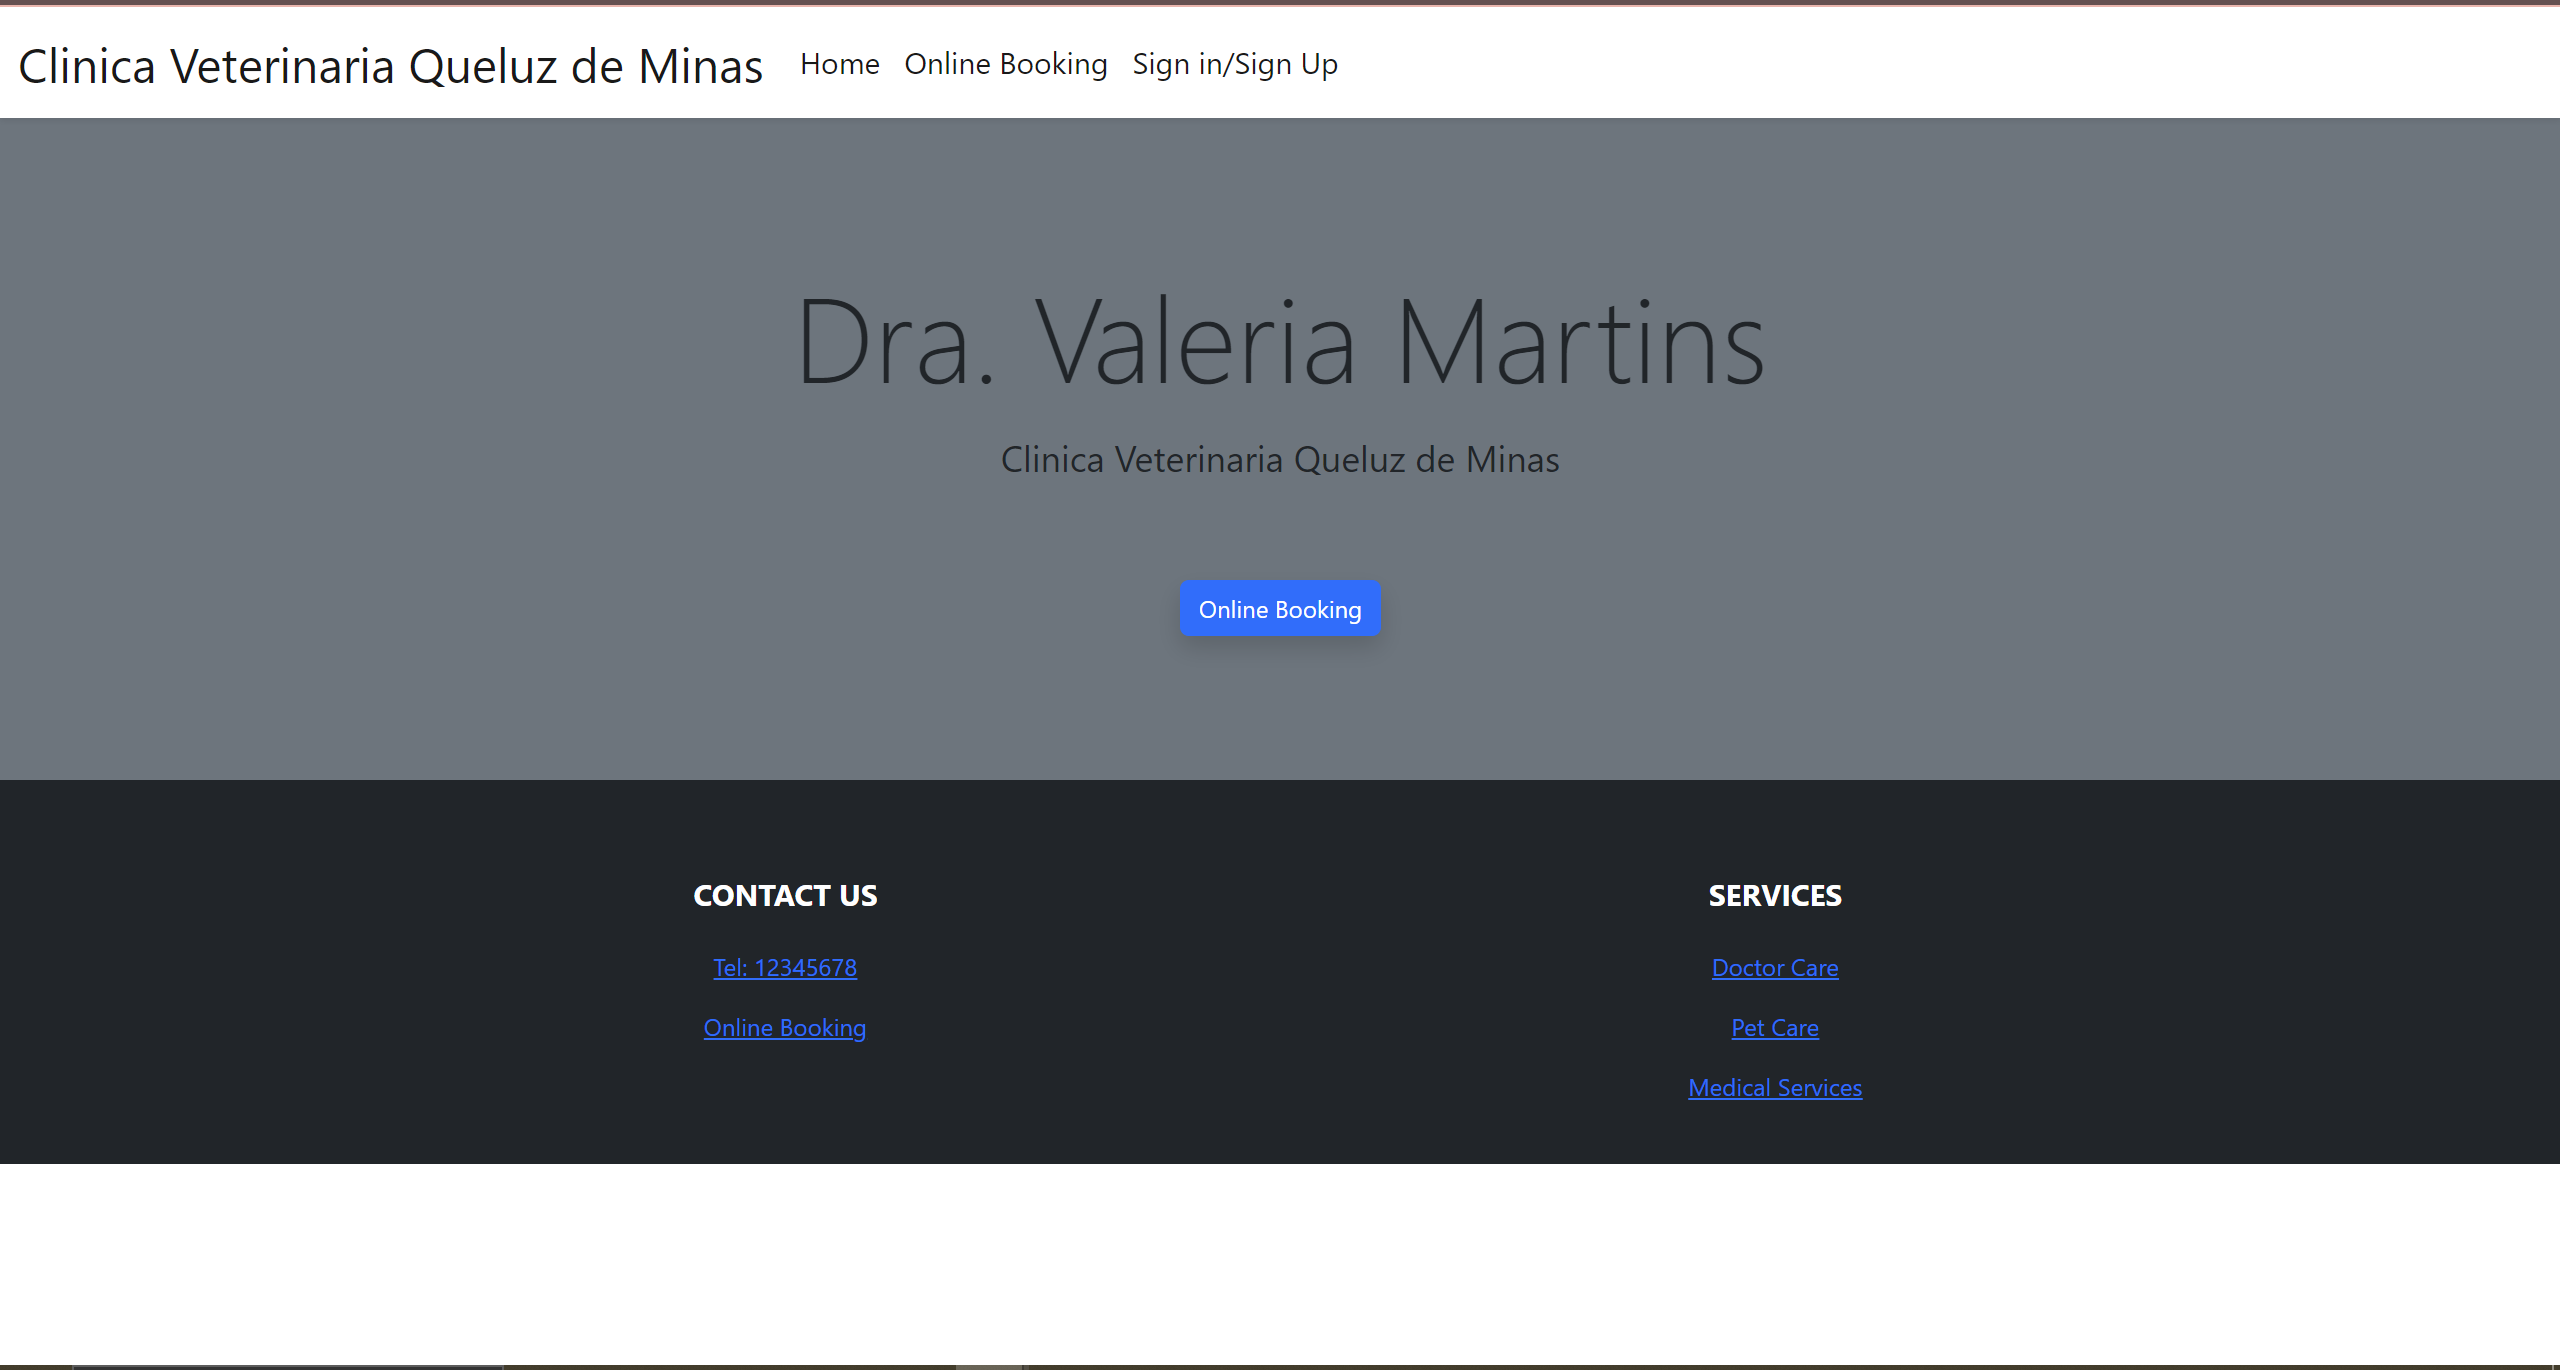 Clinica Veterinaria Queluz de Minas Home Online Booking Sign in/Sign Up
Dra. Valeria Martins
Clinica Veterinaria Queluz de Minas
Online Booking
CONTACT US
Tel: 12345678
Online Booking
SERVICES
Doctor Care
Pet Care
Medical Services